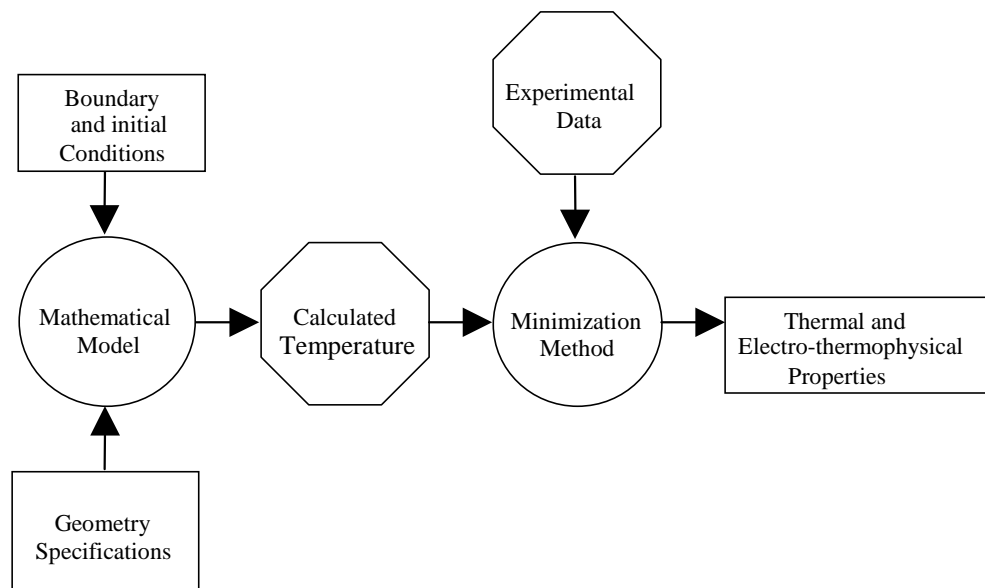 Boundary
and initial
Conditions
Experimental
Data
Mathematical
Model
Calculated
Temperature
Minimization
Method
Thermal and
Electro-thermophysical
Properties
Geometry
Specifications